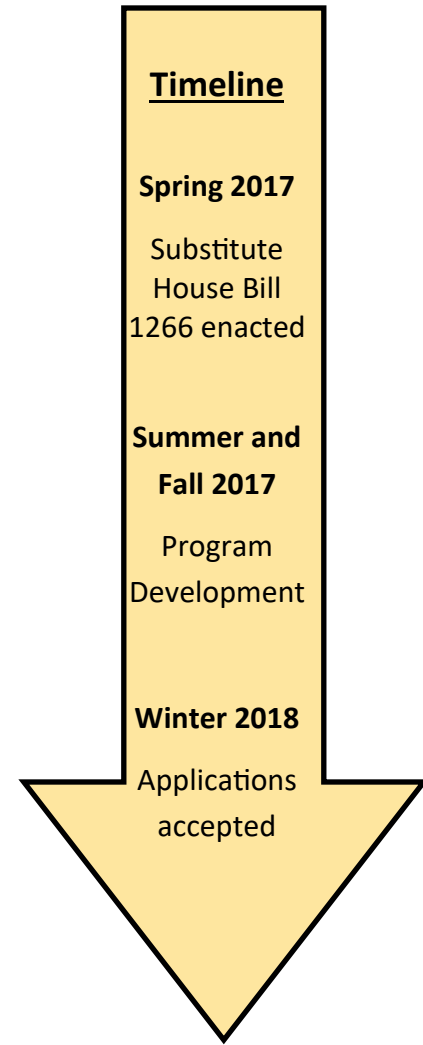 Timeline
Spring 2017
Substitute
House Bill
1266 enacted
Summer and
Fall 2017
Program
Development
Winter 2018
Applications
accepted